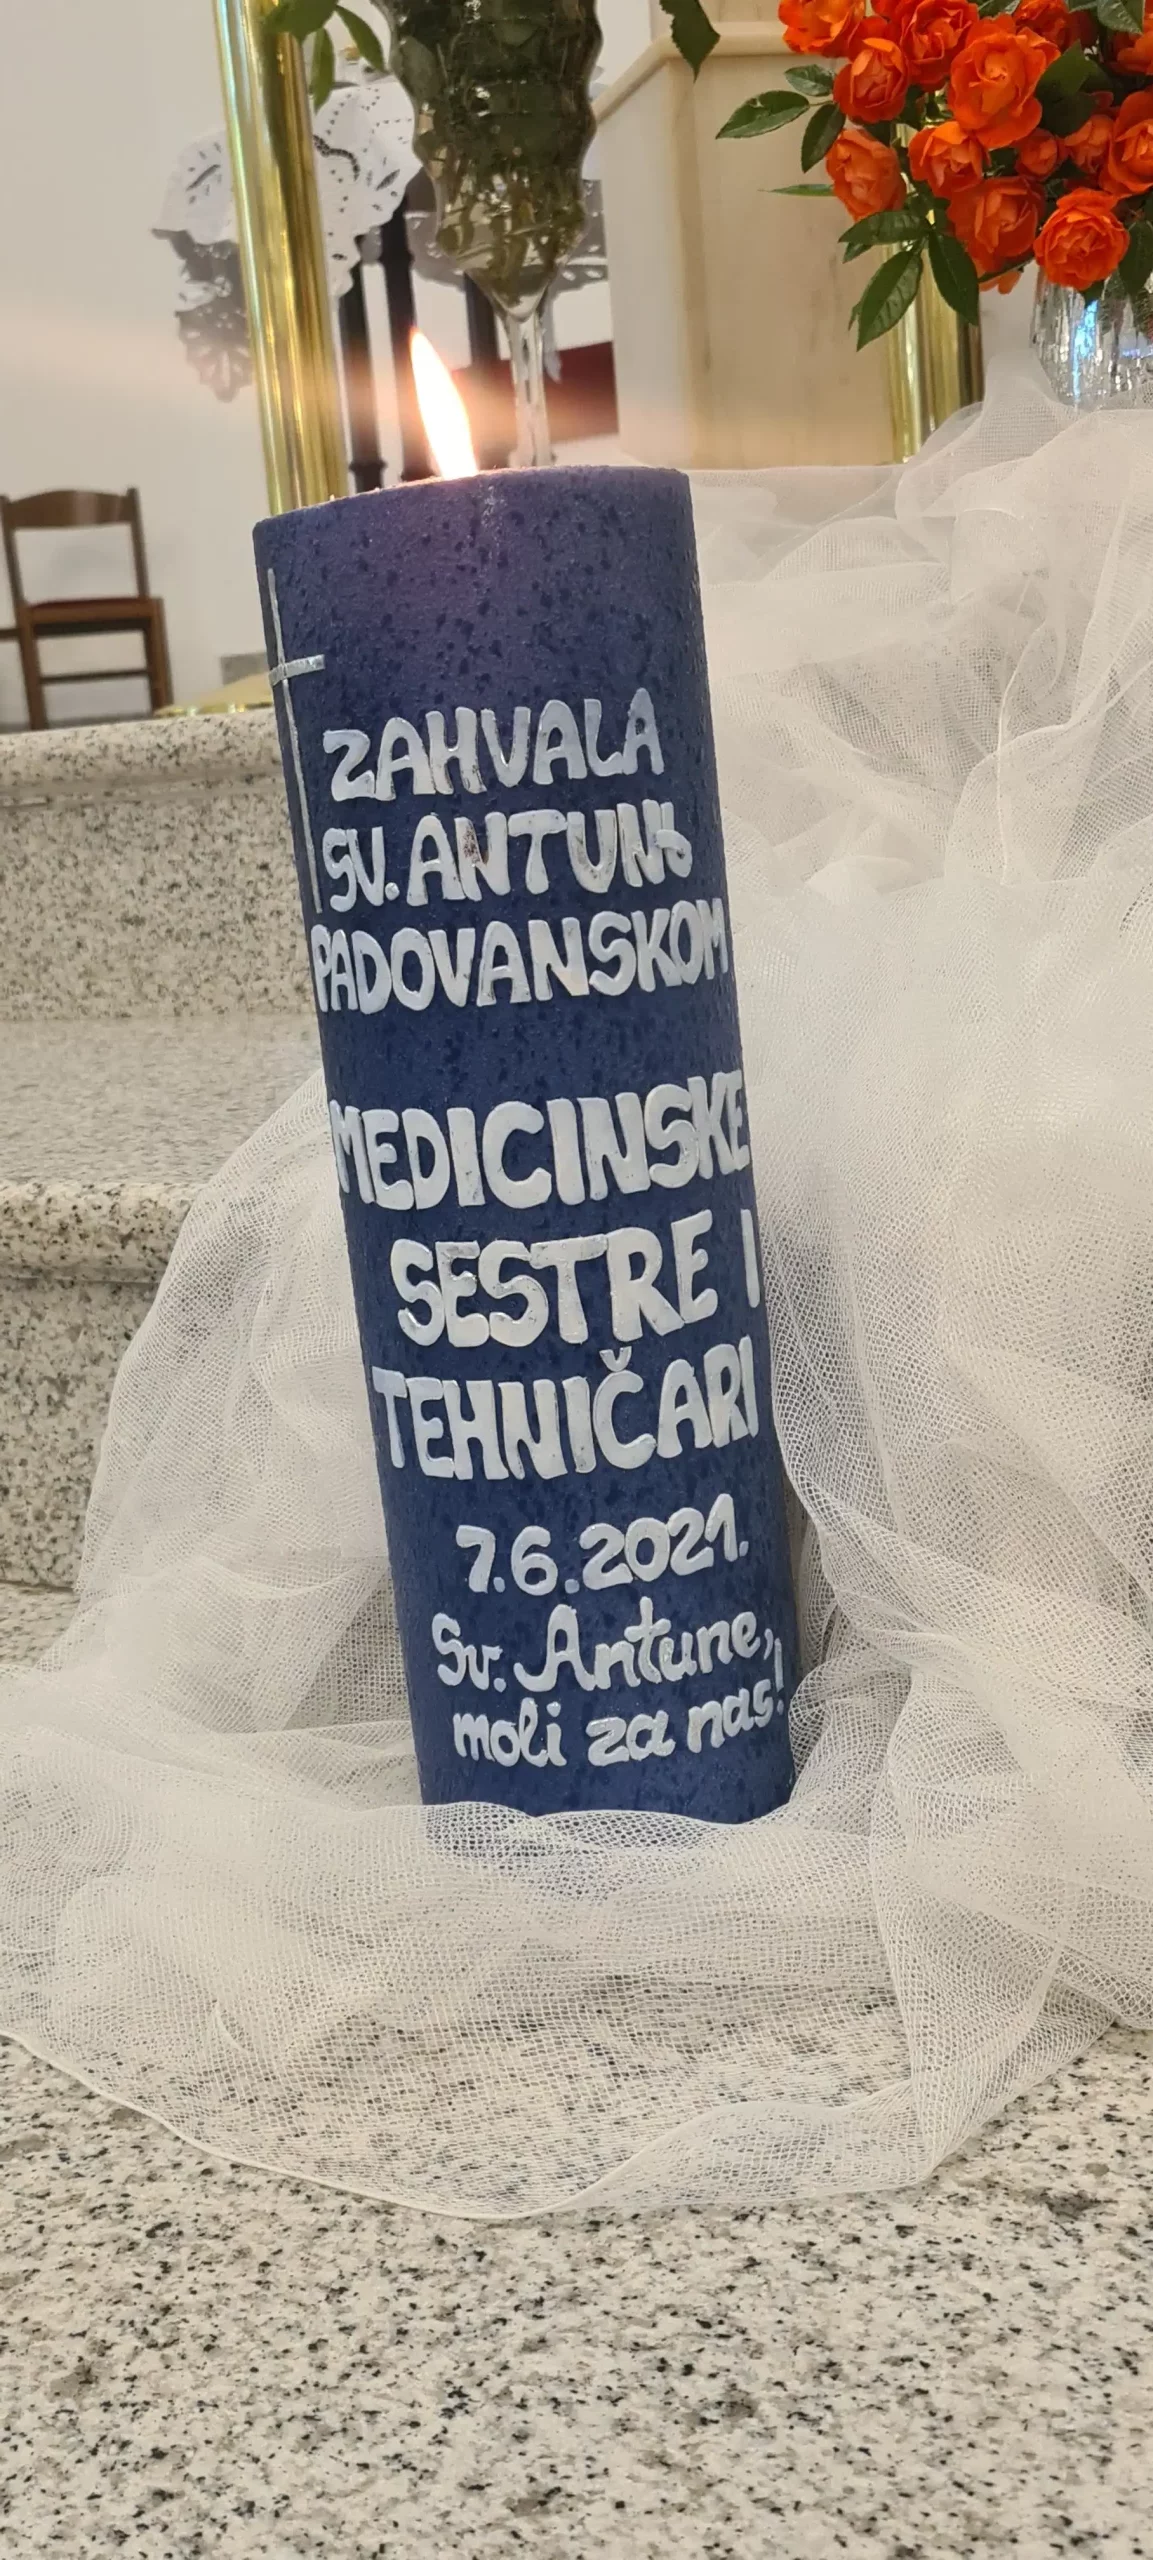 ZAHVALA
SV. ANTUNU
PADOVANSKOM
MEDICINSKE
SESTRE I
TEHNIČARI
7.6.2021.
Sv. Antune,
moli za nas!